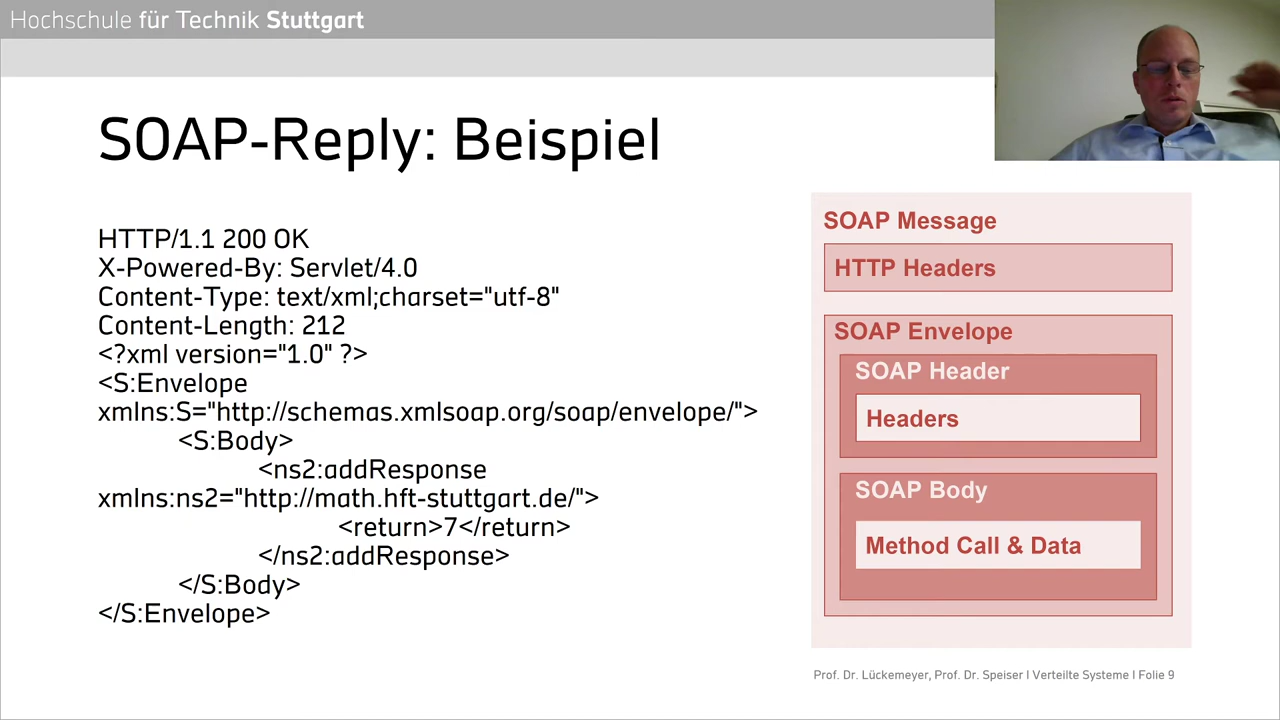 Hochschule für Technik Stuttgart
SOAP-Reply: Beispiel
HTTP/1.1 200 OK
X-Powered-By: Servlet/4.0
Content-Type: text/xml;charset="utf-8"
Content-Length: 212
<?xml version="1.0" ?>
<S:Envelope
xmlns:S="http://schemas.xmlsoap.org/soap/envelope/">
<S:Body>
<ns2:addResponse
xmlns:ns2="http://math.hft-stuttgart.de/">
<return>7</return>
</ns2:addResponse>
</S:Body>
</S:Envelope>
SOAP Message
HTTP Headers
SOAP Envelope
SOAP Header
Headers
SOAP Body
Method Call & Data
Prof. Dr. Lückemeyer, Prof. Dr. Speiser I Verteilte Systeme I Folie 9